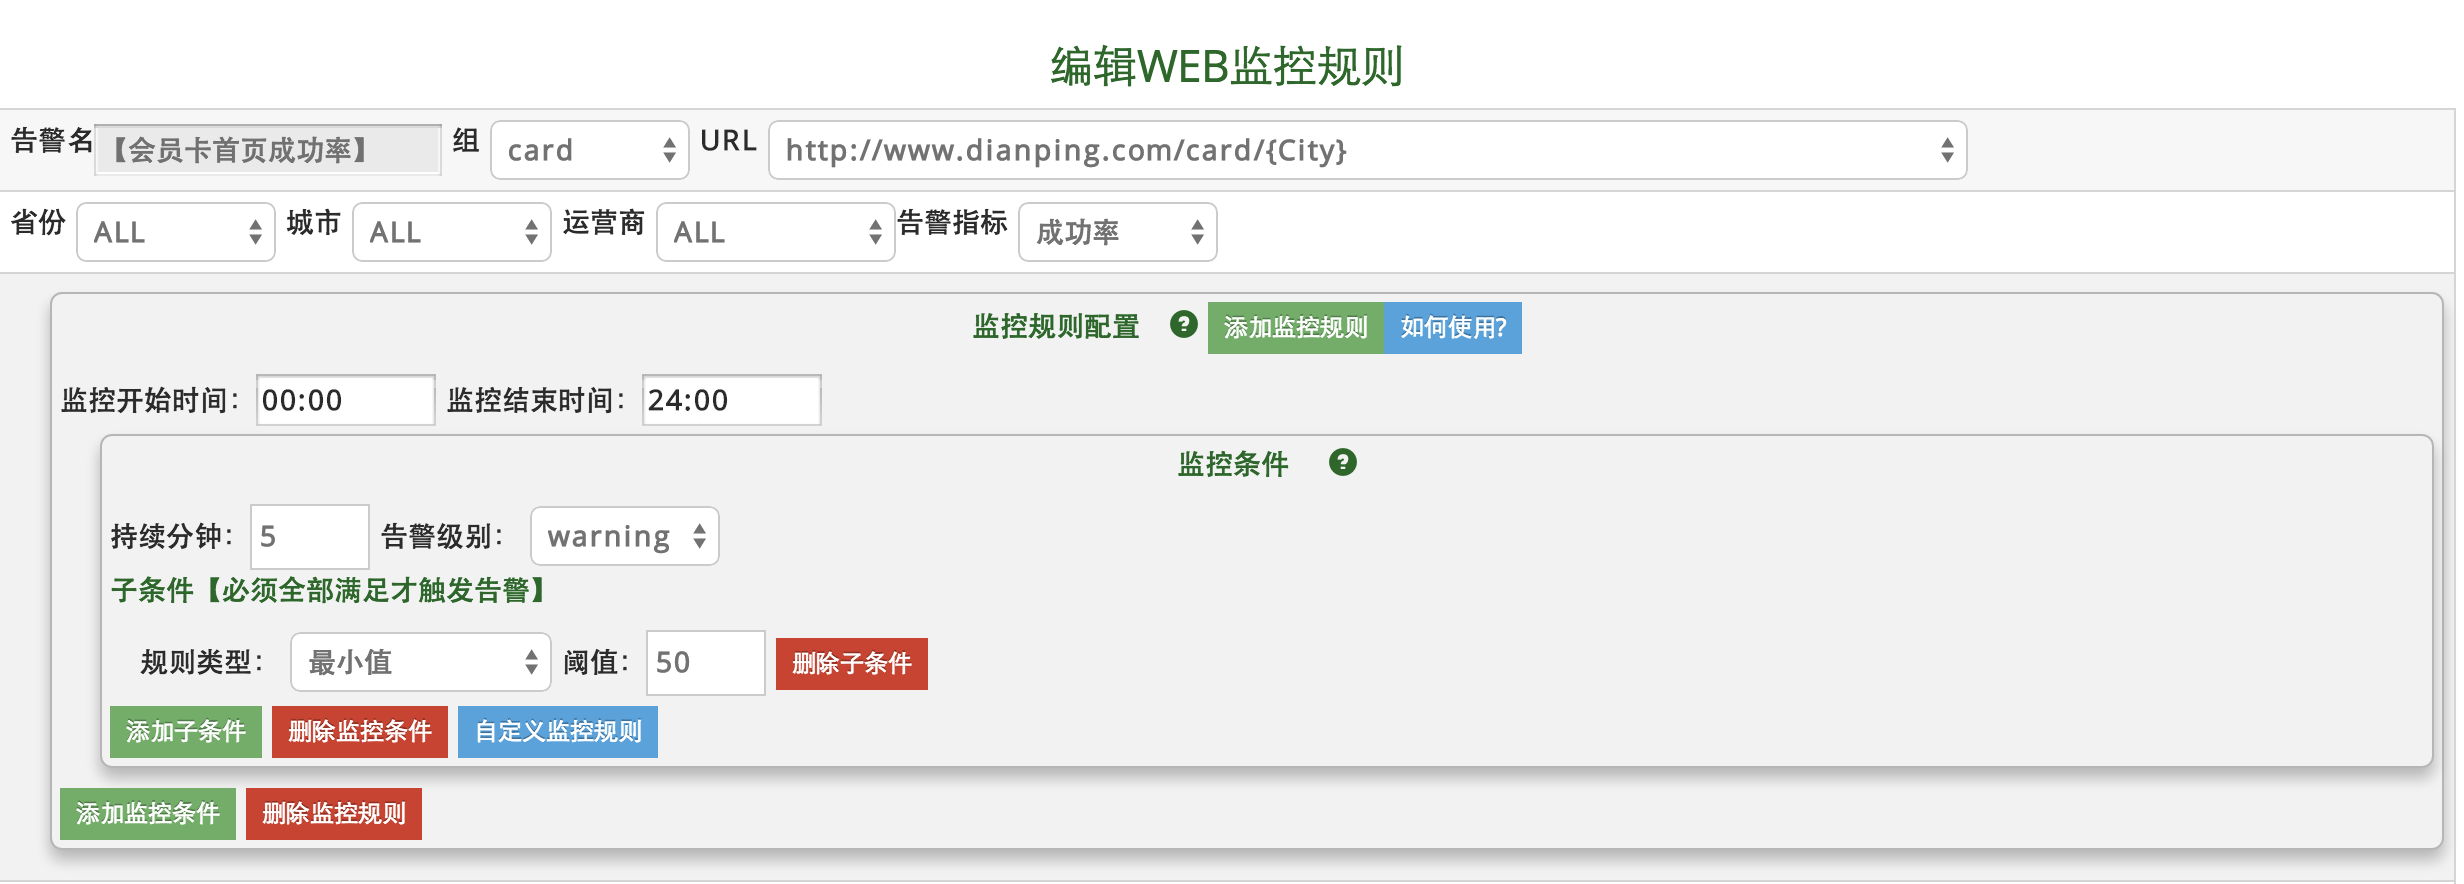 编辑WEB监控规则
告警名 【会员卡首页成功率】 组 card URL http://www.dianping.com/card/{City}
省份 ALL 城市 ALL 运营商 ALL 告警指标 成功率
监控规则配置 ? 添加监控规则 如何使用?
监控开始时间: 00:00 监控结束时间: 24:00
监控条件 ?
持续分钟: 5 告警级别: warning
子条件【必须全部满足才触发告警】
规则类型: 最小值 阈值: 50 删除子条件
添加子条件 删除监控条件 自定义监控规则
添加监控条件 删除监控规则